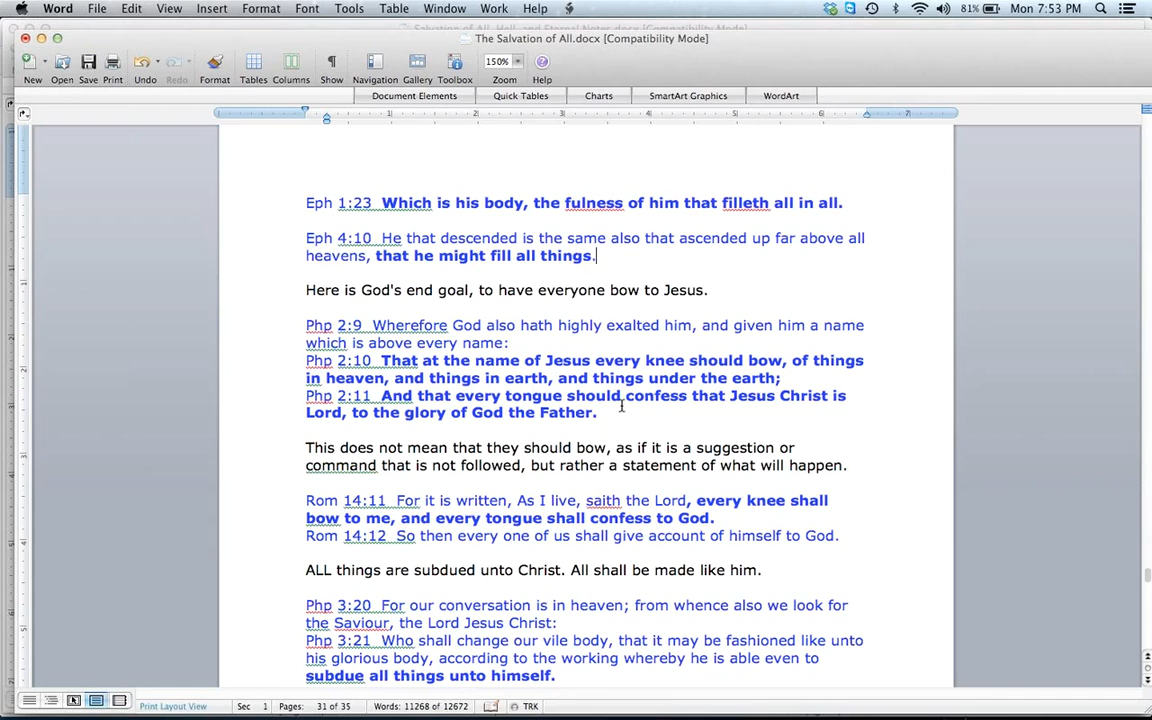 Word File Edit View Insert Format Font Tools Table Window Work Help 81% Mon 7:53 PM
The Salvation of All.docx [Compatibility Mode]
150%
New Open Save Print Undo Redo Format Tables Columns Show Navigation Gallery Toolbox Zoom Help
Document Elements Quick Tables Charts SmartArt Graphics WordArt
1 2 3 4 5 6 7
Eph 1:23 Which is his body, the fulness of him that filleth all in all.
Eph 4:10 He that descended is the same also that ascended up far above all
heavens, that he might fill all things.
Here is God's end goal, to have everyone bow to Jesus.
Php 2:9 Wherefore God also hath highly exalted him, and given him a name
which is above every name:
Php 2:10 That at the name of Jesus every knee should bow, of things
in heaven, and things in earth, and things under the earth;
Php 2:11 And that every tongue should confess that Jesus Christ is
Lord, to the glory of God the Father.
This does not mean that they should bow, as if it is a suggestion or
command that is not followed, but rather a statement of what will happen.
Rom 14:11 For it is written, As I live, saith the Lord, every knee shall
bow to me, and every tongue shall confess to God.
Rom 14:12 So then every one of us shall give account of himself to God.
ALL things are subdued unto Christ. All shall be made like him.
Php 3:20 For our conversation is in heaven; from whence also we look for
the Saviour, the Lord Jesus Christ:
Php 3:21 Who shall change our vile body, that it may be fashioned like unto
his glorious body, according to the working whereby he is able even to
subdue all things unto himself.
Print Layout View Sec 1 Pages: 31 of 35 Words: 11268 of 12672 TRK